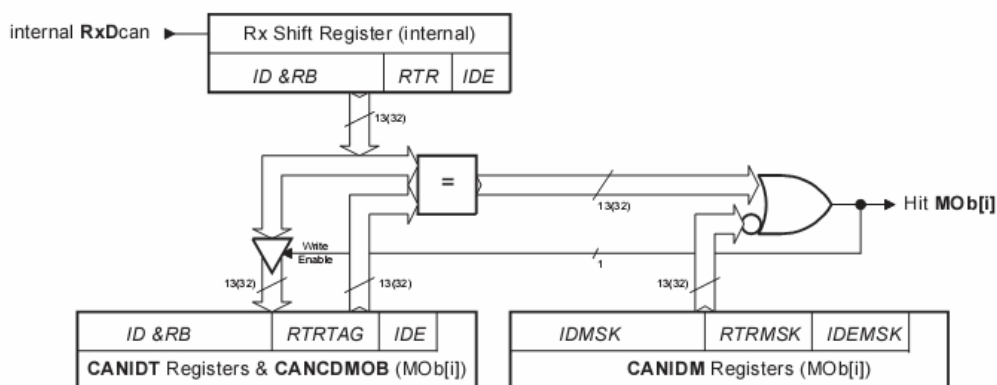 internal RxDcan
Rx Shift Register (internal)
ID &RB RTR IDE
13(32)
=
13(32)
Hit MOb[i]
Write
Enable
1
13(32) 13(32) 13(32)
ID &RB RTRTAG IDE
IDMSK RTRMSK IDEMSK
CANIDT Registers & CANCDMOB (MOb[i])
CANIDM Registers (MOb[i])